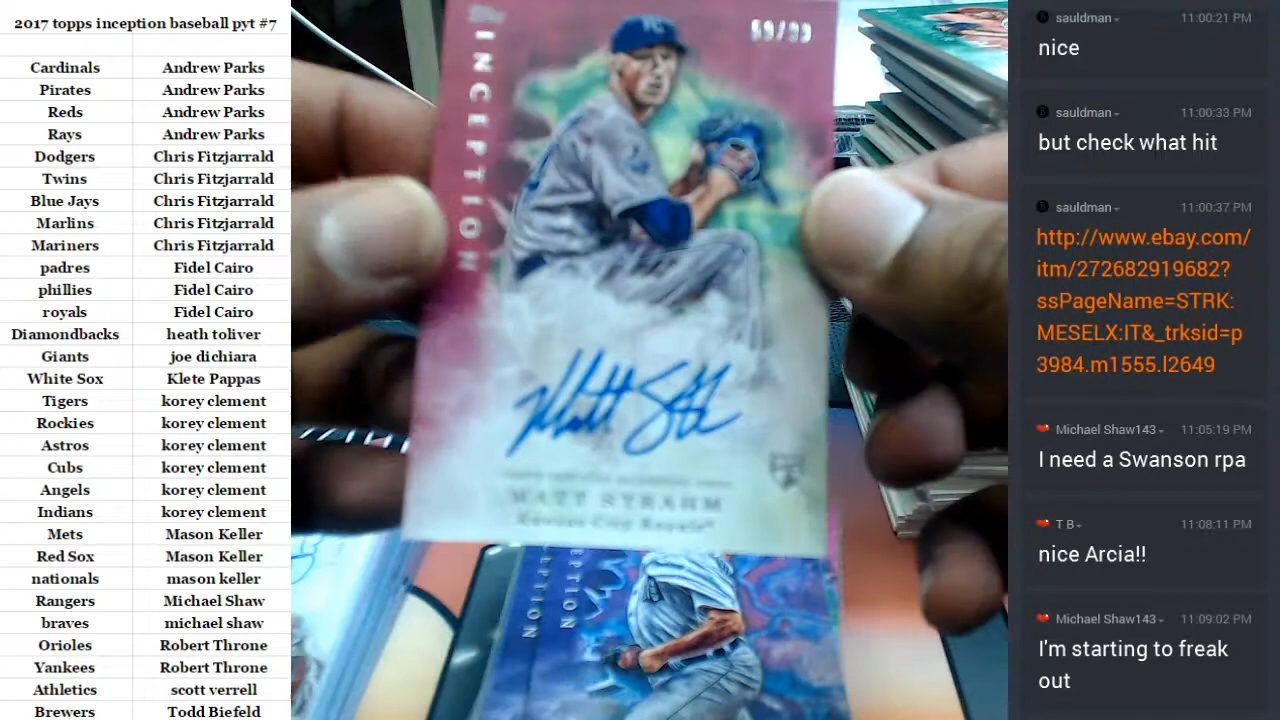 2017 topps inception baseball pyt #7
Cardinals Andrew Parks
Pirates Andrew Parks
Reds Andrew Parks
Rays Andrew Parks
Dodgers Chris Fitzjarrald
Twins Chris Fitzjarrald
Blue Jays Chris Fitzjarrald
Marlins Chris Fitzjarrald
Mariners Chris Fitzjarrald
padres Fidel Cairo
phillies Fidel Cairo
royals Fidel Cairo
Diamondbacks heath toliver
Giants joe dichiara
White Sox Klete Pappas
Tigers korey clement
Rockies korey clement
Astros korey clement
Cubs korey clement
Angels korey clement
Indians korey clement
Mets Mason Keller
Red Sox Mason Keller
nationals mason keller
Rangers Michael Shaw
braves michael shaw
Orioles Robert Throne
Yankees Robert Throne
Athletics scott verrell
Brewers Todd Biefeld
INCEPTION
KC
Matt
MATT STRAHM
Kansas City Royals
EPTION
EPTION
sauldman 11:00:21 PM
nice
sauldman 11:00:33 PM
but check what hit
sauldman 11:00:37 PM
http://www.ebay.com/
itm/272682919682?
ssPageName=STRK:
MESELX:IT&_trksid=p
3984.m1555.l2649
Michael Shaw143 11:05:19 PM
I need a Swanson rpa
T B 11:08:11 PM
nice Arcia!!
Michael Shaw143 11:09:02 PM
I'm starting to freak
out